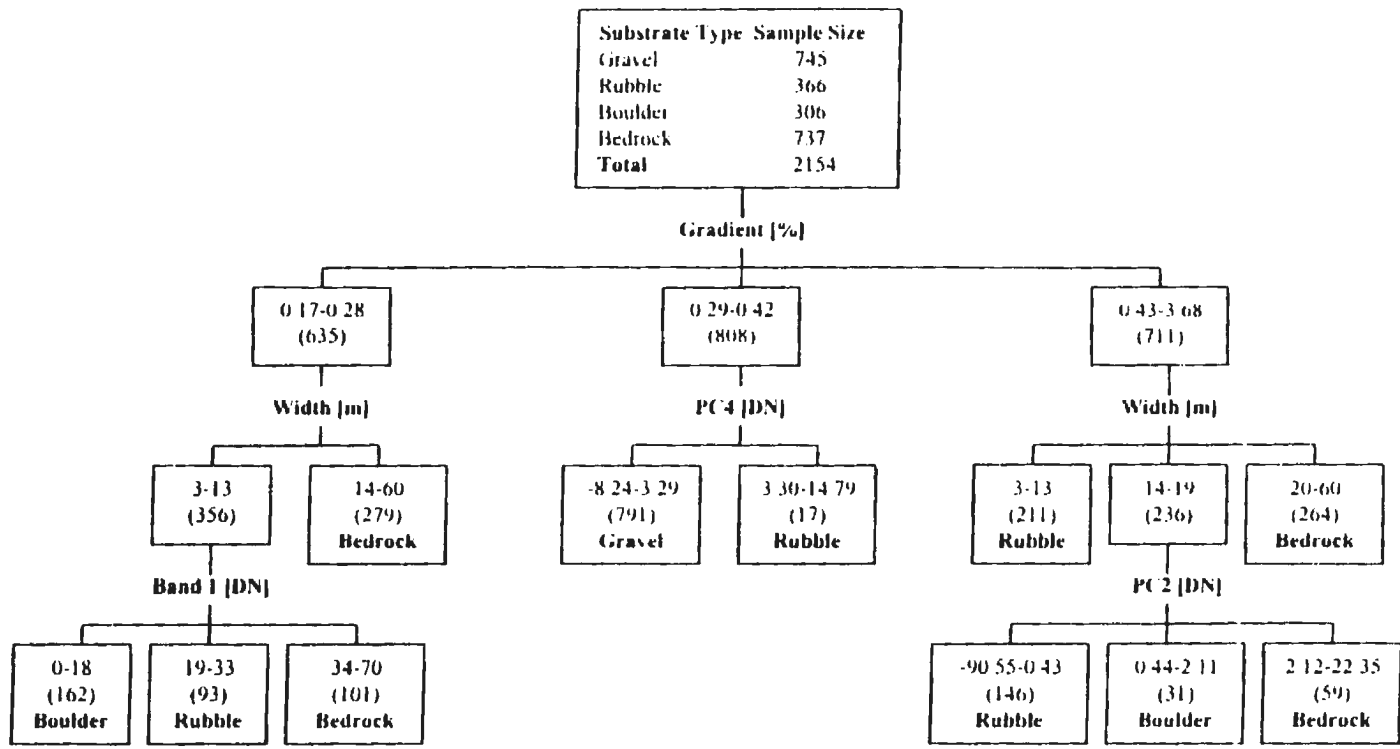 Substrate Type Sample Size
Gravel 745
Rubble 366
Boulder 306
Bedrock 737
Total 2154
Gradient [%]
0.17-0.28
(635)
0.29-0.42
(808)
0.43-3.68
(711)
Width [m]
PC4 [DN]
Width [m]
3-13
(356)
14-60
(279)
Bedrock
-8.24-3.29
(791)
Gravel
3.30-14.79
(17)
Rubble
3-13
(211)
Rubble
14-19
(236)
20-60
(264)
Bedrock
Band 1 [DN]
PC2 [DN]
0-18
(162)
Boulder
19-33
(93)
Rubble
34-70
(101)
Bedrock
-90.55-0.43
(146)
Rubble
0.44-2.11
(31)
Boulder
2.12-22.35
(59)
Bedrock